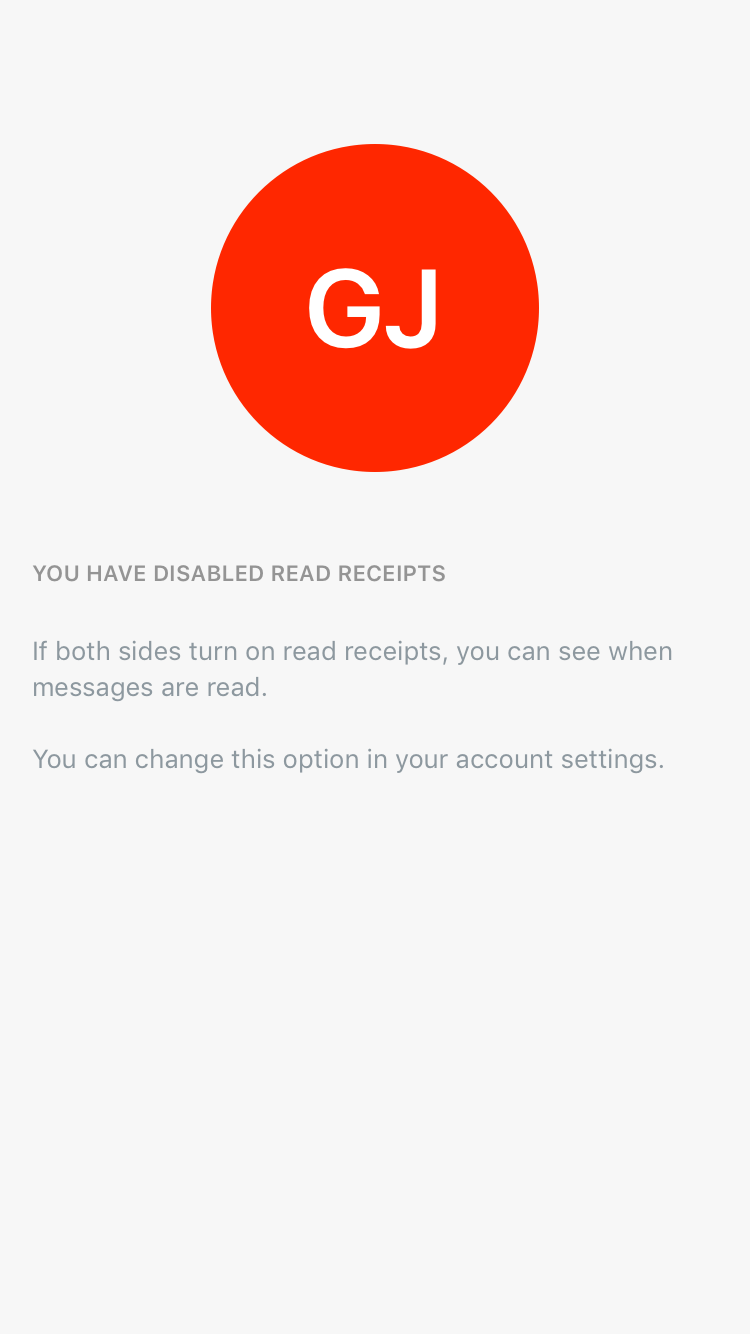 GJ
YOU HAVE DISABLED READ RECEIPTS
If both sides turn on read receipts, you can see when
messages are read.
You can change this option in your account settings.